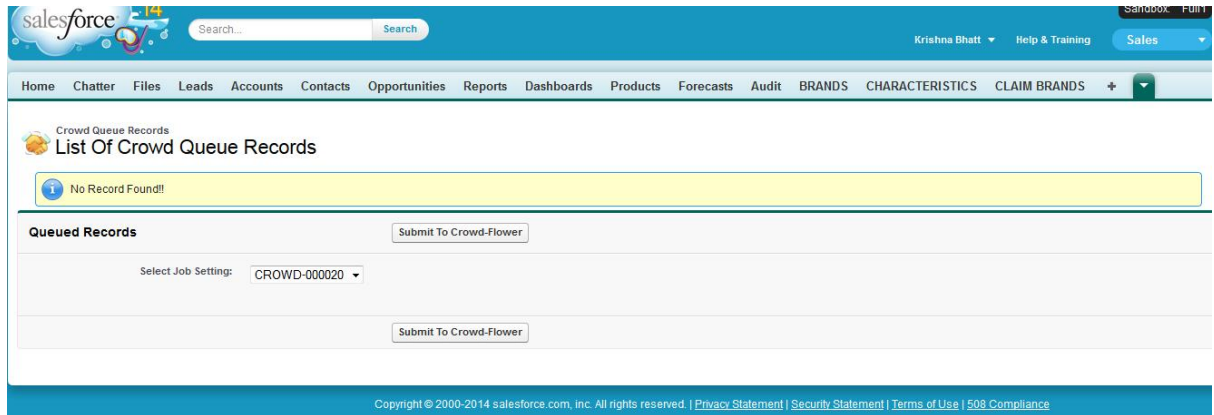 salesforce 14
Search...
Search
Sandbox: Full1
Krishna Bhatt
Help & Training
Sales
Home Chatter Files Leads Accounts Contacts Opportunities Reports Dashboards Products Forecasts Audit BRANDS CHARACTERISTICS CLAIM BRANDS +
Crowd Queue Records
List Of Crowd Queue Records
No Record Found!!
Queued Records
Submit To Crowd-Flower
Select Job Setting: CROWD-000020
Submit To Crowd-Flower
Copyright © 2000-2014 salesforce.com, inc. All rights reserved. | Privacy Statement | Security Statement | Terms of Use | 508 Compliance